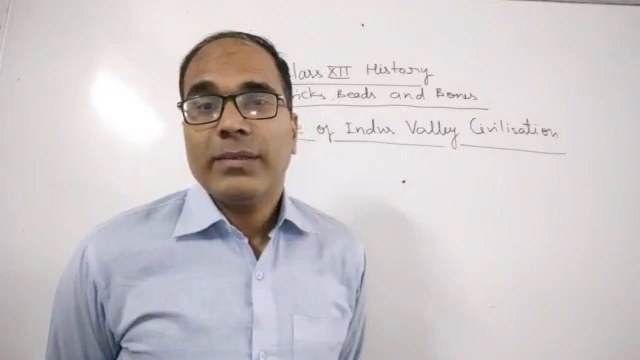 lass XII History
icks, Beads and Bones
e of Indus Valley Civilisation